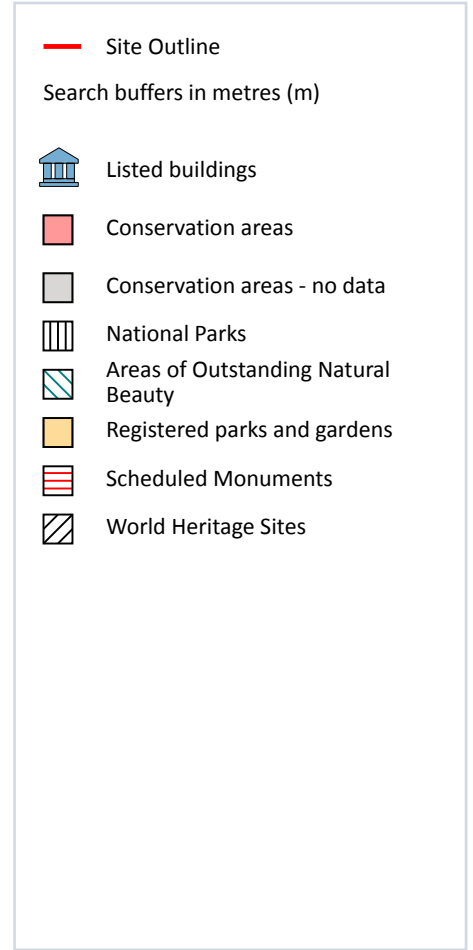 Site Outline
Search buffers in metres (m)
Listed buildings
Conservation areas
Conservation areas - no data
National Parks
Areas of Outstanding Natural
Beauty
Registered parks and gardens
Scheduled Monuments
World Heritage Sites